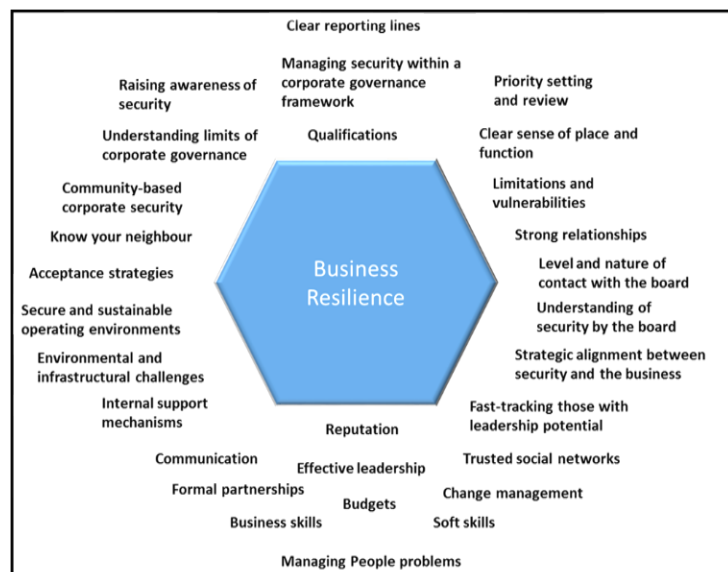 Clear reporting lines
Managing security within a
corporate governance
framework
Raising awareness of
security
Priority setting
and review
Qualifications
Understanding limits of
corporate governance
Clear sense of place and
function
Community-based
corporate security
Limitations and
vulnerabilities
Know your neighbour
Strong relationships
Acceptance strategies
Business
Resilience
Level and nature of
contact with the board
Secure and sustainable
operating environments
Understanding of
security by the board
Environmental and
infrastructural challenges
Strategic alignment between
security and the business
Internal support
mechanisms
Fast-tracking those with
leadership potential
Reputation
Communication
Effective leadership
Trusted social networks
Formal partnerships
Budgets
Change management
Business skills
Soft skills
Managing People problems